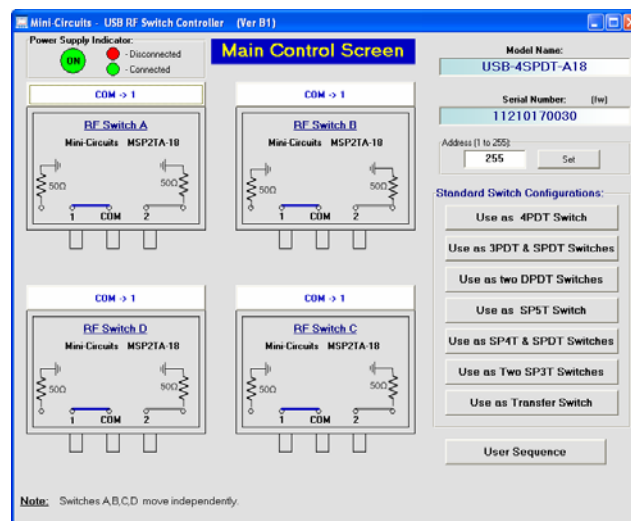 Mini-Circuits - USB RF Switch Controller (Ver B1)
Power Supply Indicator:
ON
- Disconnected
- Connected
Main Control Screen
Model Name:
USB-4SPDT-A18
Serial Number: (fw)
11210170030
Address (1 to 255):
255 Set
COM -> 1
RF Switch A
Mini-Circuits MSP2TA-18
50Ω 50Ω
1 COM 2
COM -> 1
RF Switch B
Mini-Circuits MSP2TA-18
50Ω 50Ω
1 COM 2
COM -> 1
RF Switch D
Mini-Circuits MSP2TA-18
50Ω 50Ω
1 COM 2
COM -> 1
RF Switch C
Mini-Circuits MSP2TA-18
50Ω 50Ω
1 COM 2
Standard Switch Configurations:
Use as 4PDT Switch
Use as 3PDT & SPDT Switches
Use as two DPDT Switches
Use as SP5T Switch
Use as SP4T & SPDT Switches
Use as Two SP3T Switches
Use as Transfer Switch
User Sequence
Note: Switches A,B,C,D move independently.